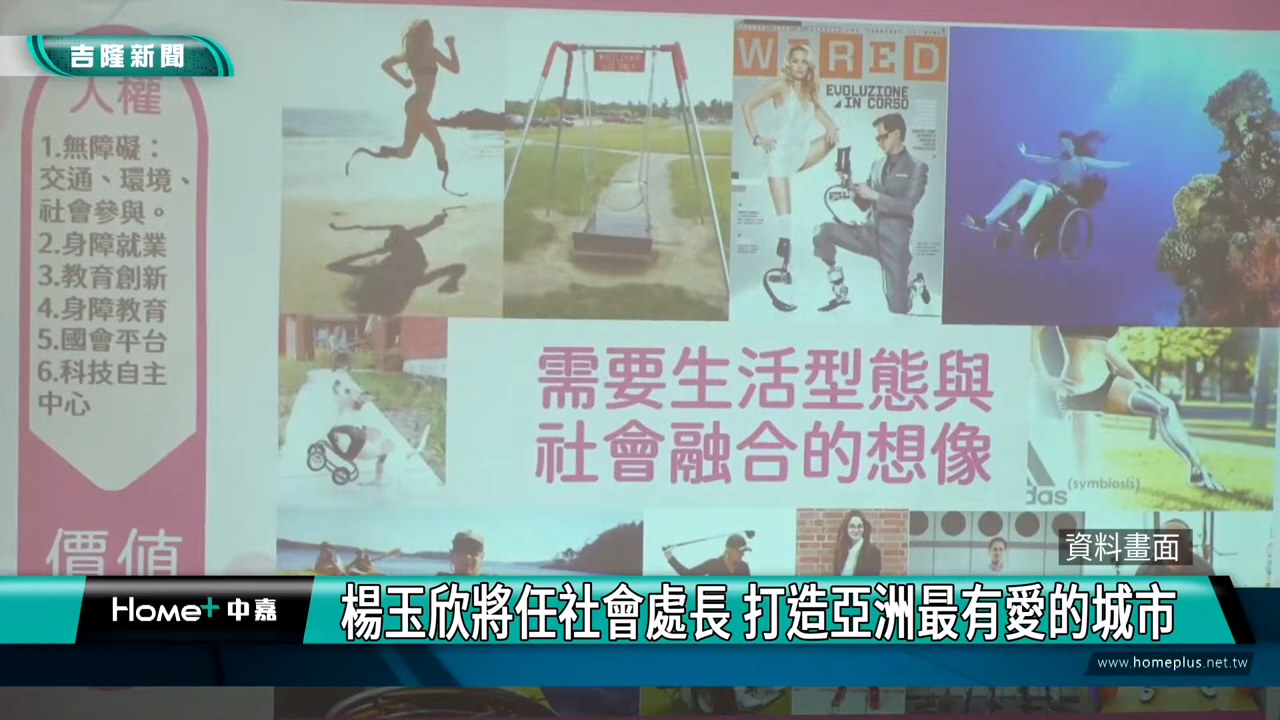 吉隆新聞
人權
1.無障礙：
交通、環境、
社會參與。
2.身障就業
3.教育創新
4.身障教育
5.國會平台
6.科技自主
中心
價值
WIRED
EVOLUZIONE
IN CORSO
需要生活型態與
社會融合的想像
das
(symbiosis)
資料畫面
Home+中嘉
楊玉欣將任社會處長 打造亞洲最有愛的城市
www.homeplus.net.tw